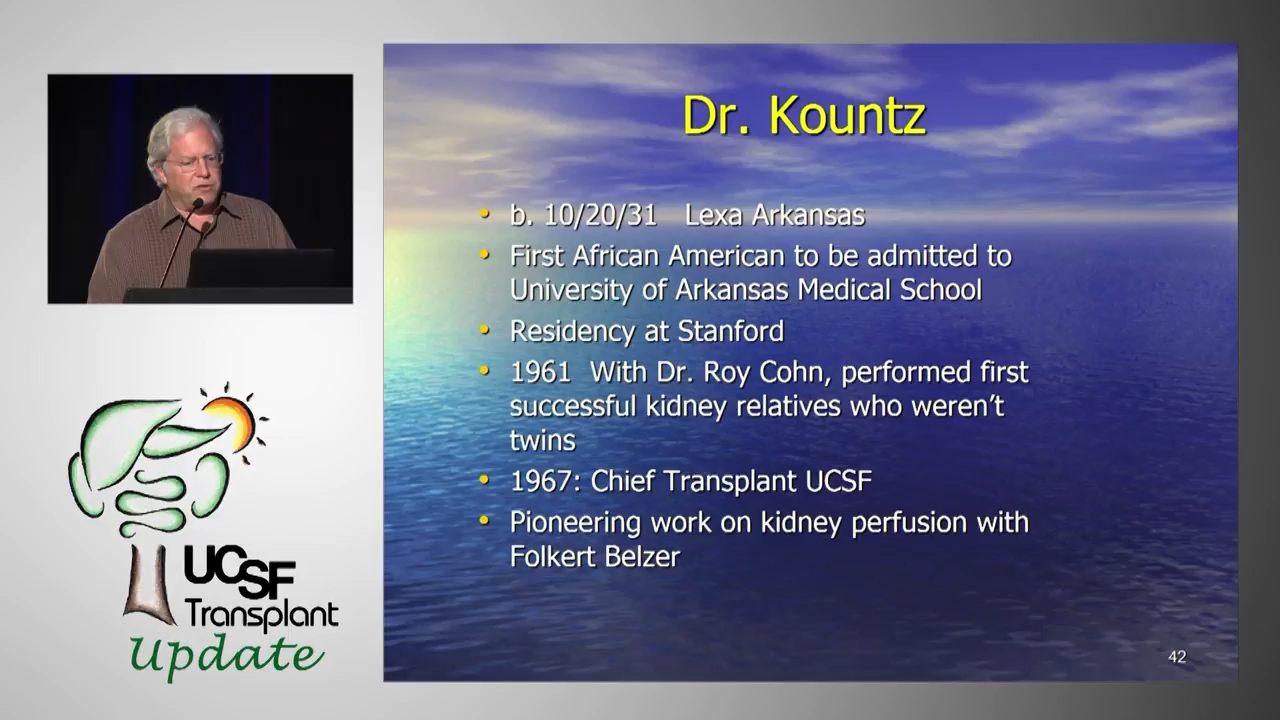 Dr. Kountz
• b. 10/20/31 Lexa Arkansas
• First African American to be admitted to
University of Arkansas Medical School
• Residency at Stanford
• 1961 With Dr. Roy Cohn, performed first
successful kidney relatives who weren't
twins
• 1967: Chief Transplant UCSF
• Pioneering work on kidney perfusion with
Folkert Belzer
42
UCSF
Transplant
Update